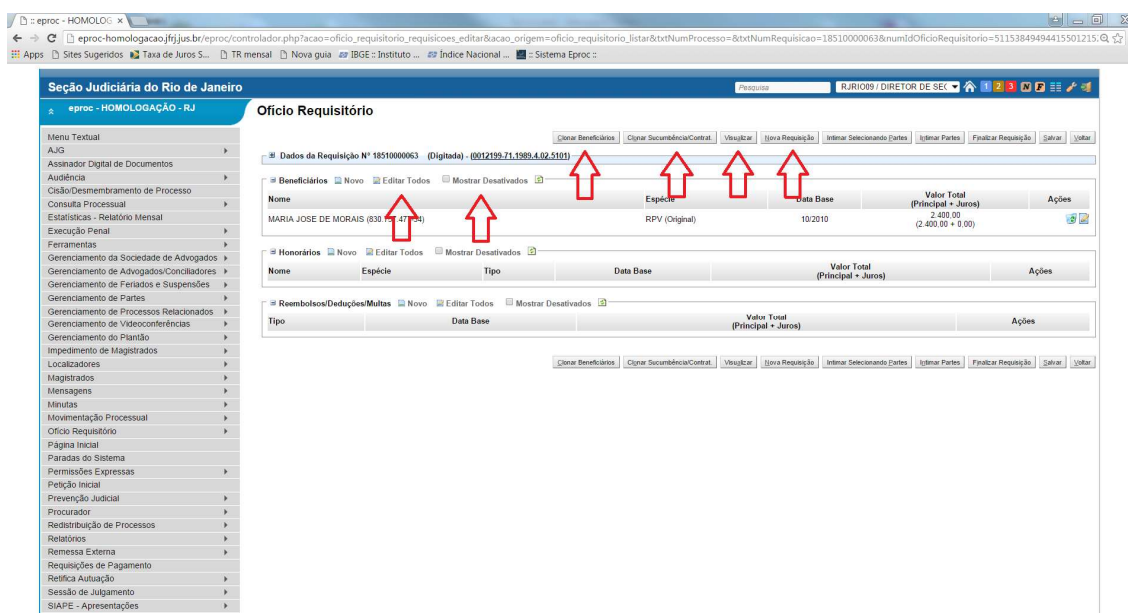 :: eproc - HOMOLOG ×
eproc-homologacao.jfrj.jus.br/eproc/controlador.php?acao=oficio_requisitorio_requisicoes_editar&acao_origem=oficio_requisitorio_listar&txtNumProcesso=&txtNumRequisicao=18510000063&numIdOficioRequisitorio=51153849494415501215.
Apps Sites Sugeridos Taxa de Juros S... TR mensal Nova guia IBGE :: Instituto ... Índice Nacional ... :: Sistema Eproc ::
Seção Judiciária do Rio de Janeiro Pesquisa RJRIO09 / DIRETOR DE SEC 1 2 3 N F
eproc - HOMOLOGAÇÃO - RJ
Ofício Requisitório
Menu Textual
AJG
Assinador Digital de Documentos
Audiência
Cisão/Desmembramento de Processo
Consulta Processual
Estatísticas - Relatório Mensal
Execução Penal
Ferramentas
Gerenciamento da Sociedade de Advogados
Gerenciamento de Advogados/Conciliadores
Gerenciamento de Feriados e Suspensões
Gerenciamento de Partes
Gerenciamento de Processos Relacionados
Gerenciamento de Videoconferências
Gerenciamento do Plantão
Impedimento de Magistrados
Localizadores
Magistrados
Mensagens
Minutas
Movimentação Processual
Ofício Requisitório
Página Inicial
Paradas do Sistema
Permissões Expressas
Petição Inicial
Prevenção Judicial
Procurador
Redistribuição de Processos
Relatórios
Remessa Externa
Requisições de Pagamento
Retifica Autuação
Sessão de Julgamento
SIAPE - Apresentações
Clonar Beneficiários Clonar Sucumbência/Contrat. Visualizar Nova Requisição Intimar Selecionando Partes Intimar Partes Finalizar Requisição Salvar Voltar
Dados da Requisição Nº 18510000063 (Digitada) - (0012199-71.1989.4.02.5101)
Beneficiários Novo Editar Todos Mostrar Desativados
Nome Espécie Data Base Valor Total (Principal + Juros) Ações
MARIA JOSE DE MORAIS RPV (Original) 10/2010 2.400,00
(2.400,00 + 0,00)
Honorários Novo Editar Todos Mostrar Desativados
Nome Espécie Tipo Data Base Valor Total (Principal + Juros) Ações
Reembolsos/Deduções/Multas Novo Editar Todos Mostrar Desativados
Tipo Data Base Valor Total (Principal + Juros) Ações
Clonar Beneficiários Clonar Sucumbência/Contrat. Visualizar Nova Requisição Intimar Selecionando Partes Intimar Partes Finalizar Requisição Salvar Voltar